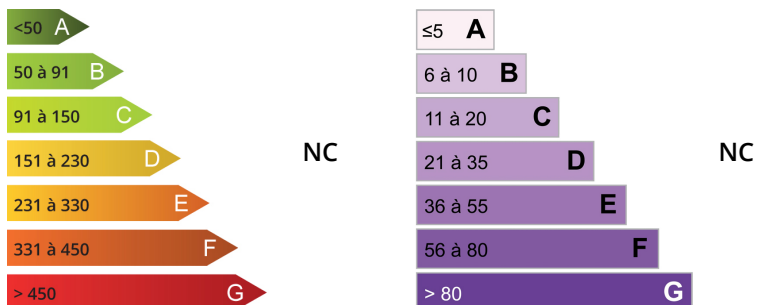 <50 A
50 à 91 B
91 à 150 C
151 à 230 D
231 à 330 E
331 à 450 F
> 450 G
NC
≤5 A
6 à 10 B
11 à 20 C
21 à 35 D
36 à 55 E
56 à 80 F
> 80 G
NC